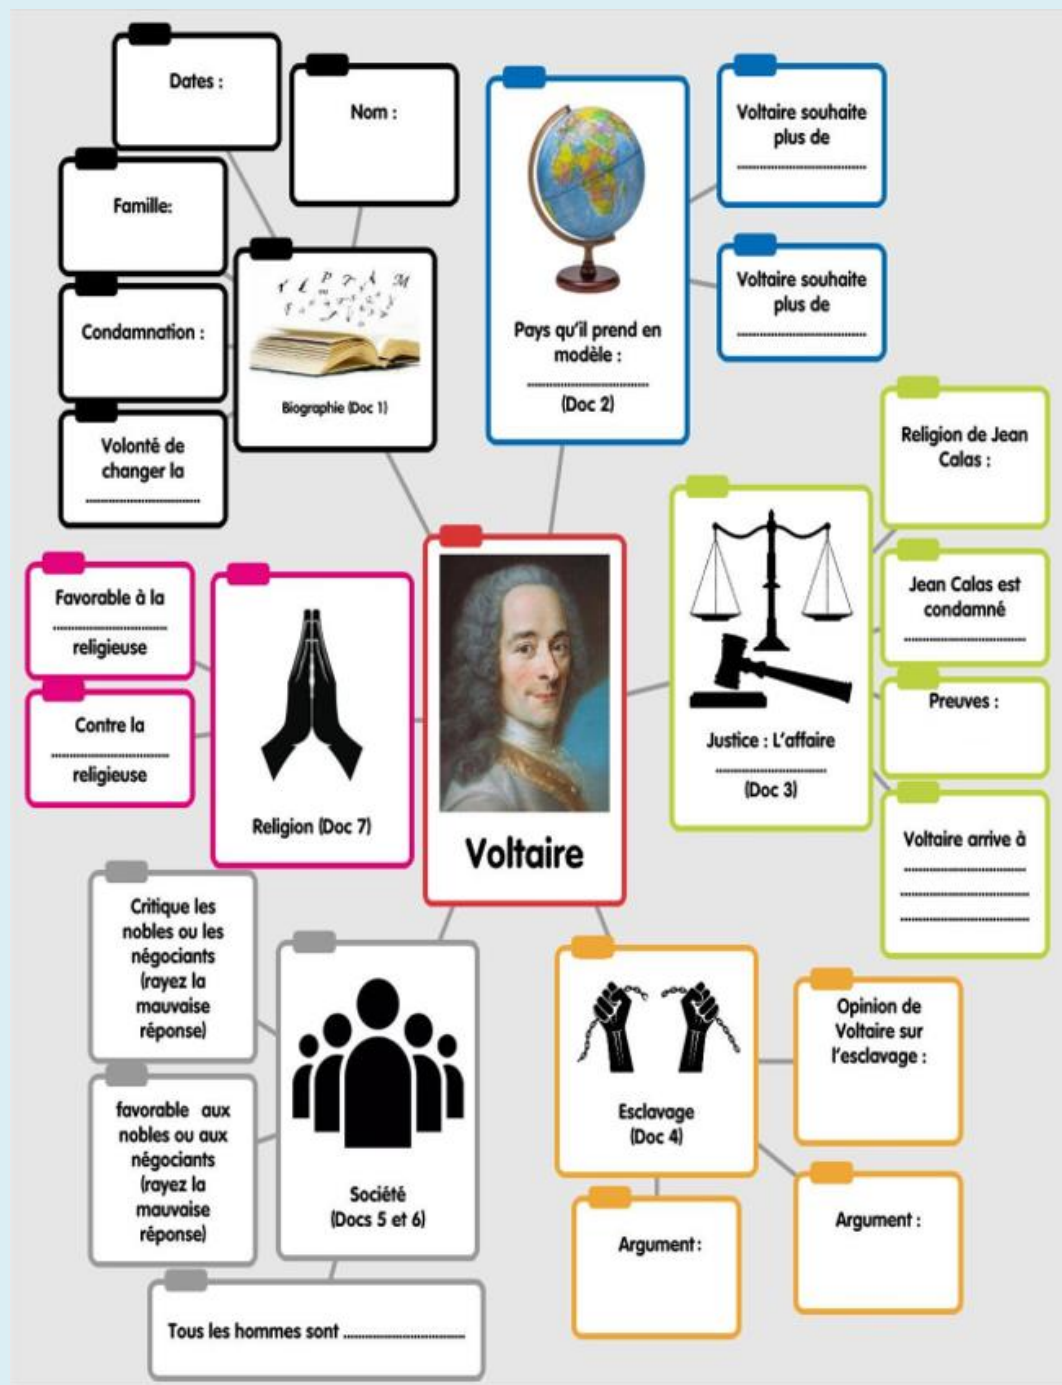 Dates :
Nom :
Famille:
Condamnation :
Volonté de
changer la
........................
Biographie (Doc 1)
Pays qu'il prend en
modèle :
........................
(Doc 2)
Voltaire souhaite
plus de
........................
Voltaire souhaite
plus de
........................
Religion de Jean
Calas :
Jean Calas est
condamné
........................
Preuves :
Voltaire arrive à
........................
........................
........................
Justice : L'affaire
........................
(Doc 3)
Favorable à la
........................
religieuse
Contre la
........................
religieuse
Religion (Doc 7)
Voltaire
Critique les
nobles ou les
négociants
(rayez la
mauvaise
réponse)
favorable aux
nobles ou aux
négociants
(rayez la
mauvaise
réponse)
Société
(Docs 5 et 6)
Tous les hommes sont ........................
Esclavage
(Doc 4)
Opinion de
Voltaire sur
l'esclavage :
Argument :
Argument :